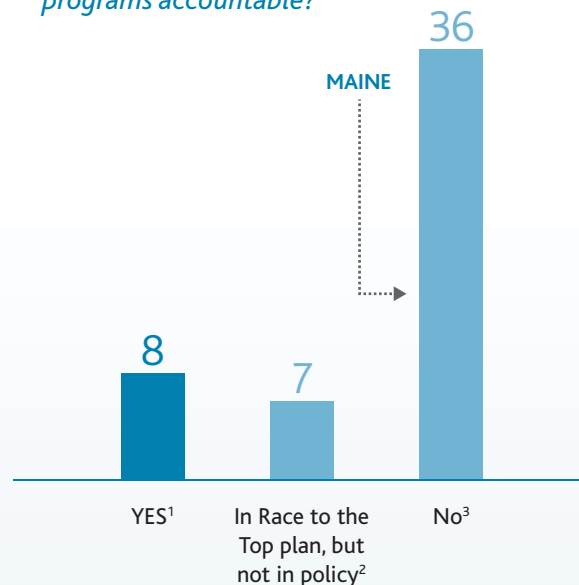 programs accountable?
36
MAINE
8
7
YES¹
In Race to the
Top plan, but
not in policy²
No³